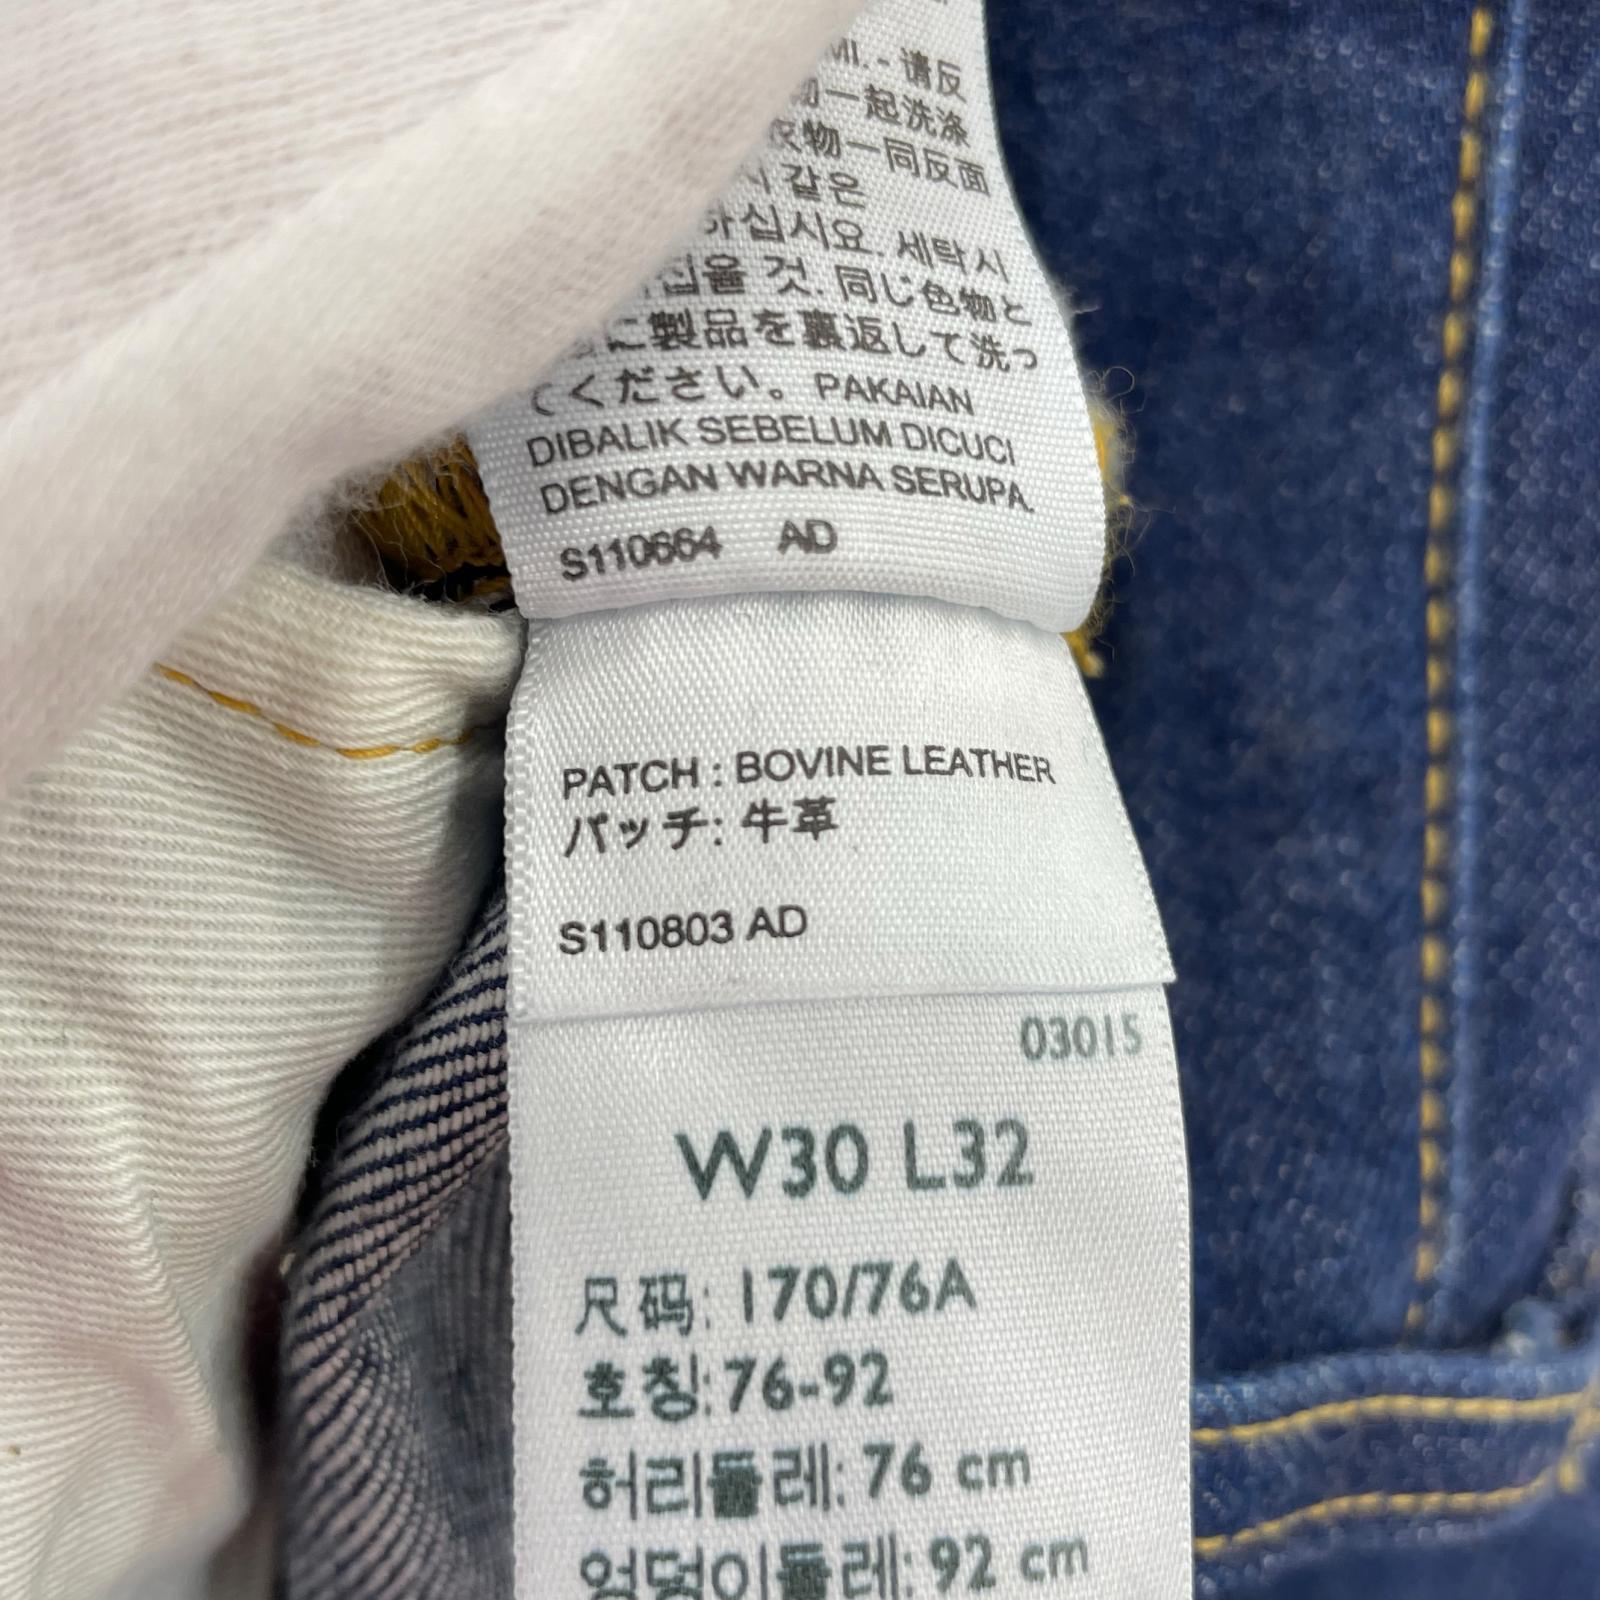 MI. - 请反
一起洗涤
衣物一同反面
시 같은
하십시요. 세탁시
집을 것. 同じ色物と
に製品を裏返して洗っ
てください。 PAKAIAN
DIBALIK SEBELUM DICUCI
DENGAN WARNA SERUPA.
S110664 AD
PATCH : BOVINE LEATHER
パッチ: 牛革
S110803 AD
03015
W30 L32
尺码: 170/76A
호칭: 76-92
허리둘레: 76 cm
엉덩이둘레: 92 cm